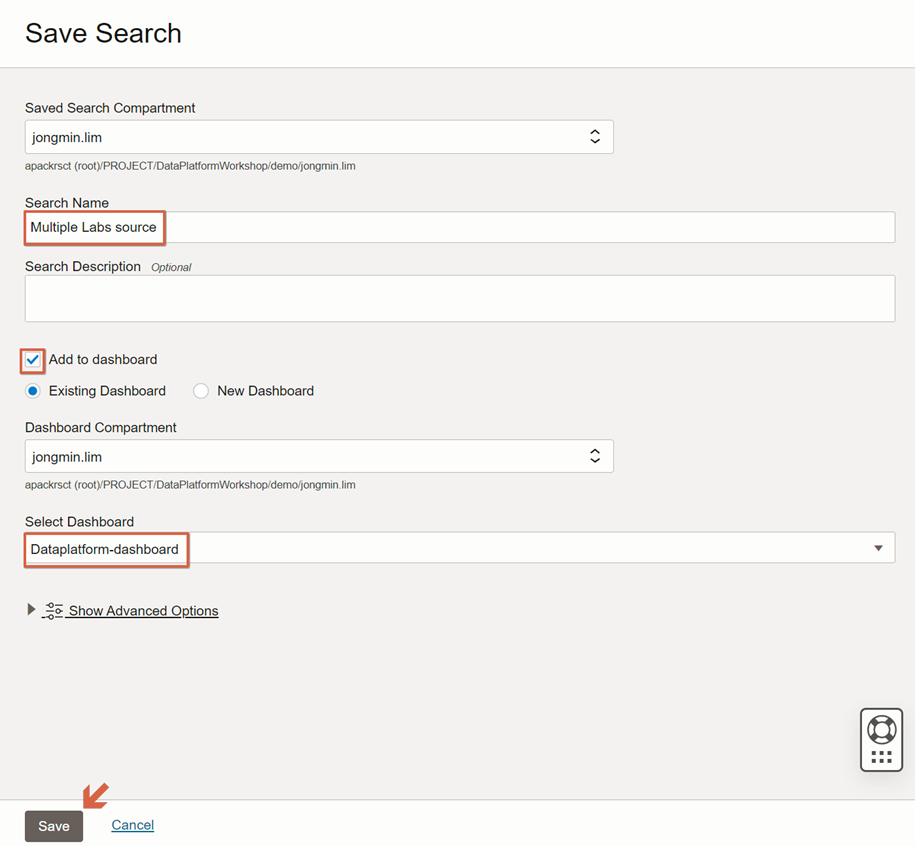 Save Search
Saved Search Compartment
jongmin.lim
apackrsct (root)/PROJECT/DataPlatformWorkshop/demo/jongmin.lim
Search Name
Multiple Labs source
Search Description Optional
Add to dashboard
Existing Dashboard New Dashboard
Dashboard Compartment
jongmin.lim
apackrsct (root)/PROJECT/DataPlatformWorkshop/demo/jongmin.lim
Select Dashboard
Dataplatform-dashboard
Show Advanced Options
Save Cancel